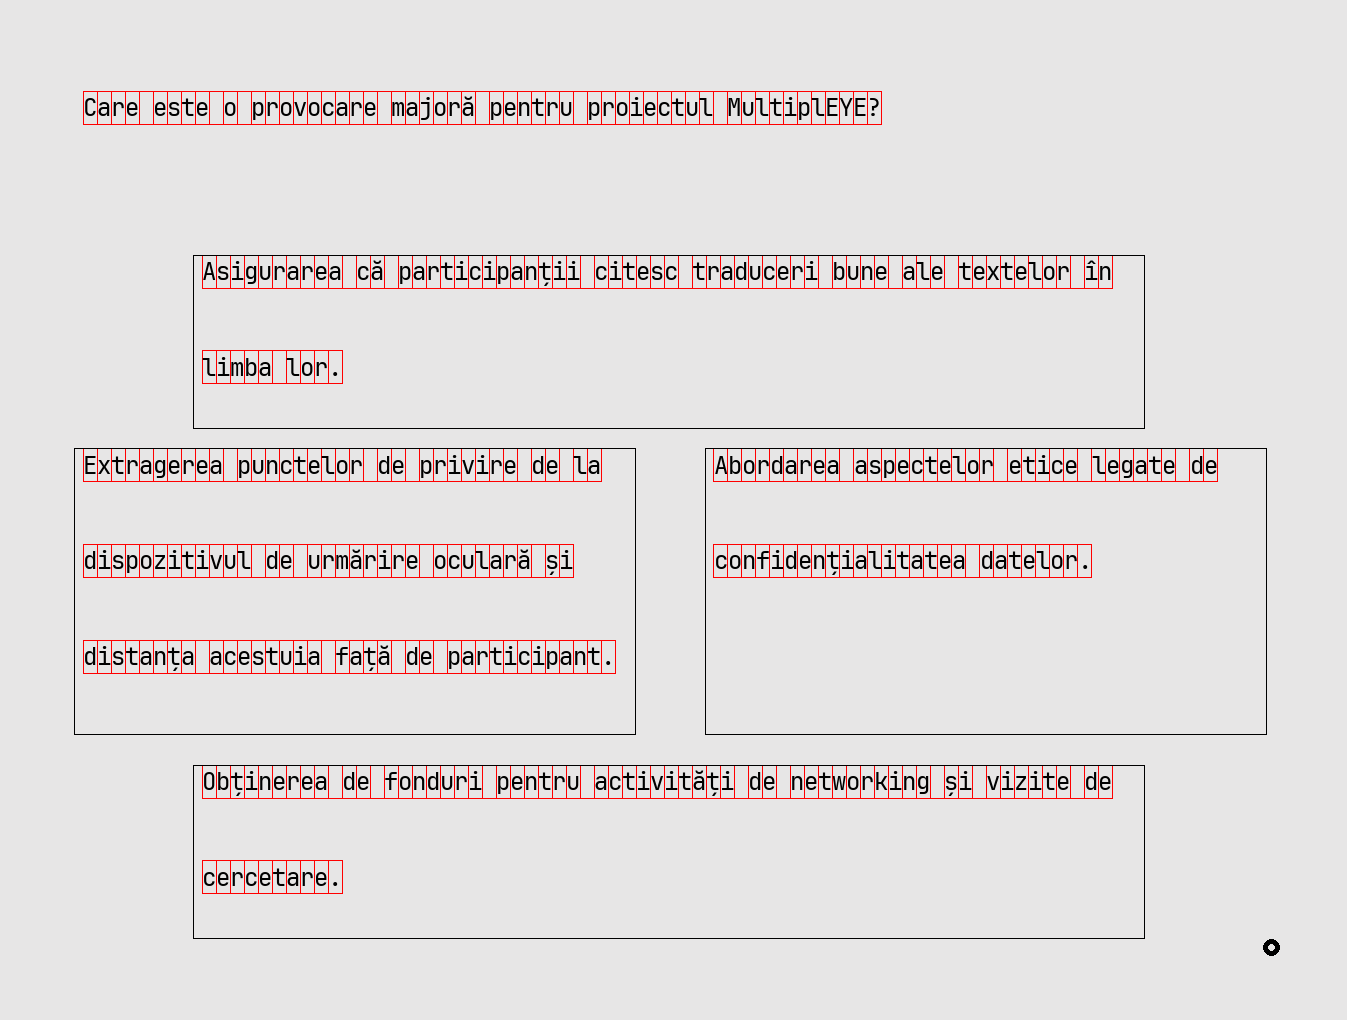 Care este o provocare majoră pentru proiectul MultiplEYE?
Asigurarea că participanții citesc traduceri bune ale textelor în
limba lor.
Extragerea punctelor de privire de la
dispozitivul de urmărire oculară și
distanța acestuia față de participant.
Abordarea aspectelor etice legate de
confidențialitatea datelor.
Obținerea de fonduri pentru activități de networking și vizite de
cercetare.